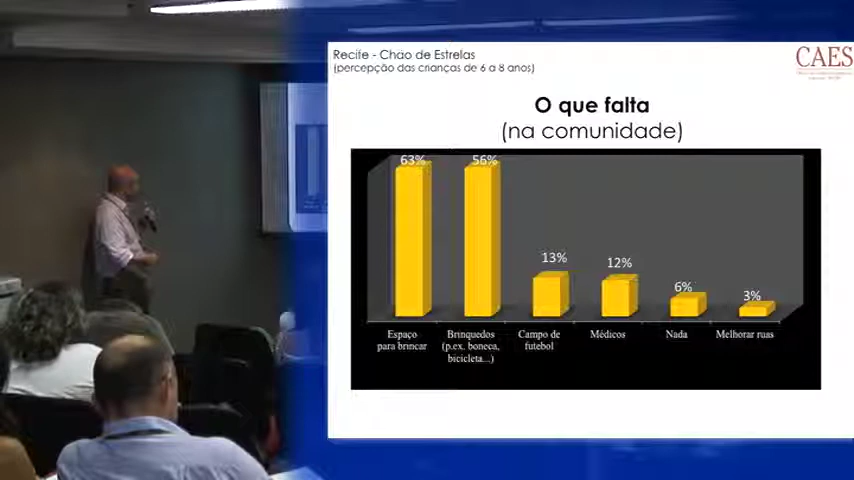 Recife - Chão de Estrelas
(percepção das crianças de 6 a 8 anos)
CAES
O que falta
(na comunidade)
63%
56%
13%
12%
6%
3%
Espaço
para brincar
Brinquedos
(p.ex. boneca,
bicicleta...)
Campo de
futebol
Médicos
Nada
Melhorar ruas